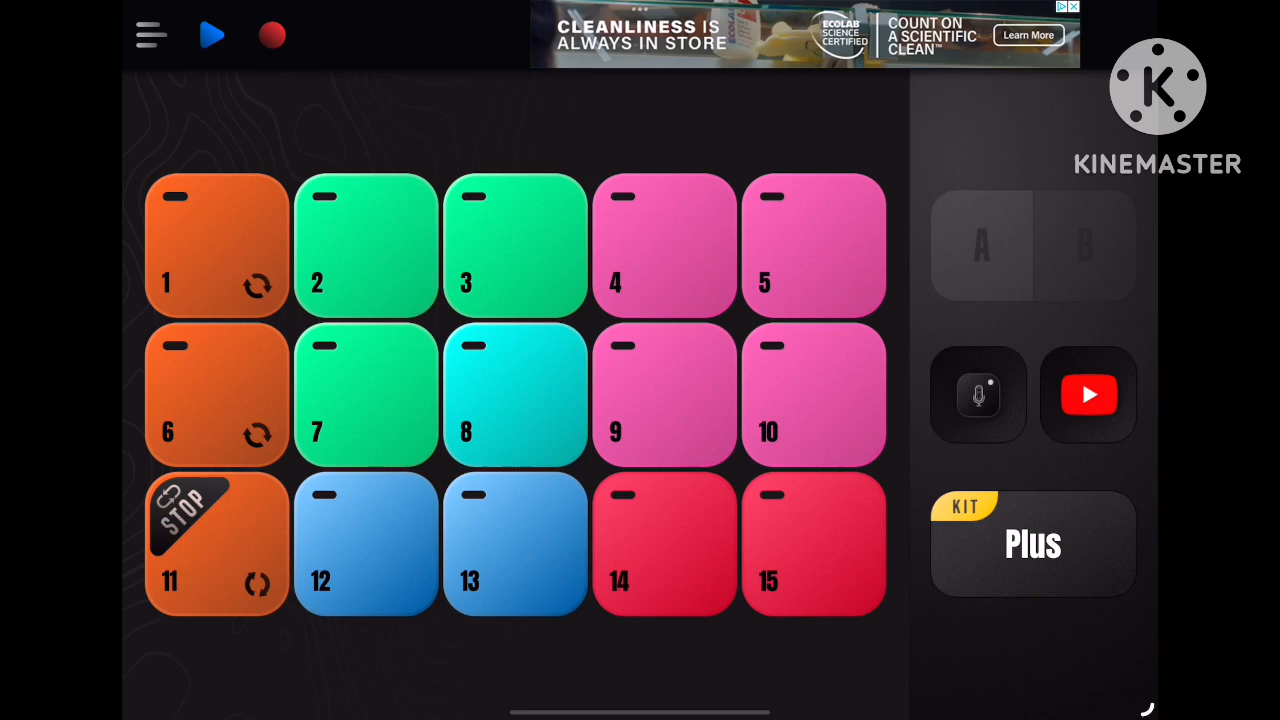 CLEANLINESS IS
ALWAYS IN STORE
ECOLAB
SCIENCE
CERTIFIED
COUNT ON
A SCIENTIFIC
CLEAN™
Learn More
K
KINEMASTER
1
2
3
4
5
A
B
6
7
8
9
10
STOP
11
12
13
14
15
KIT
Plus